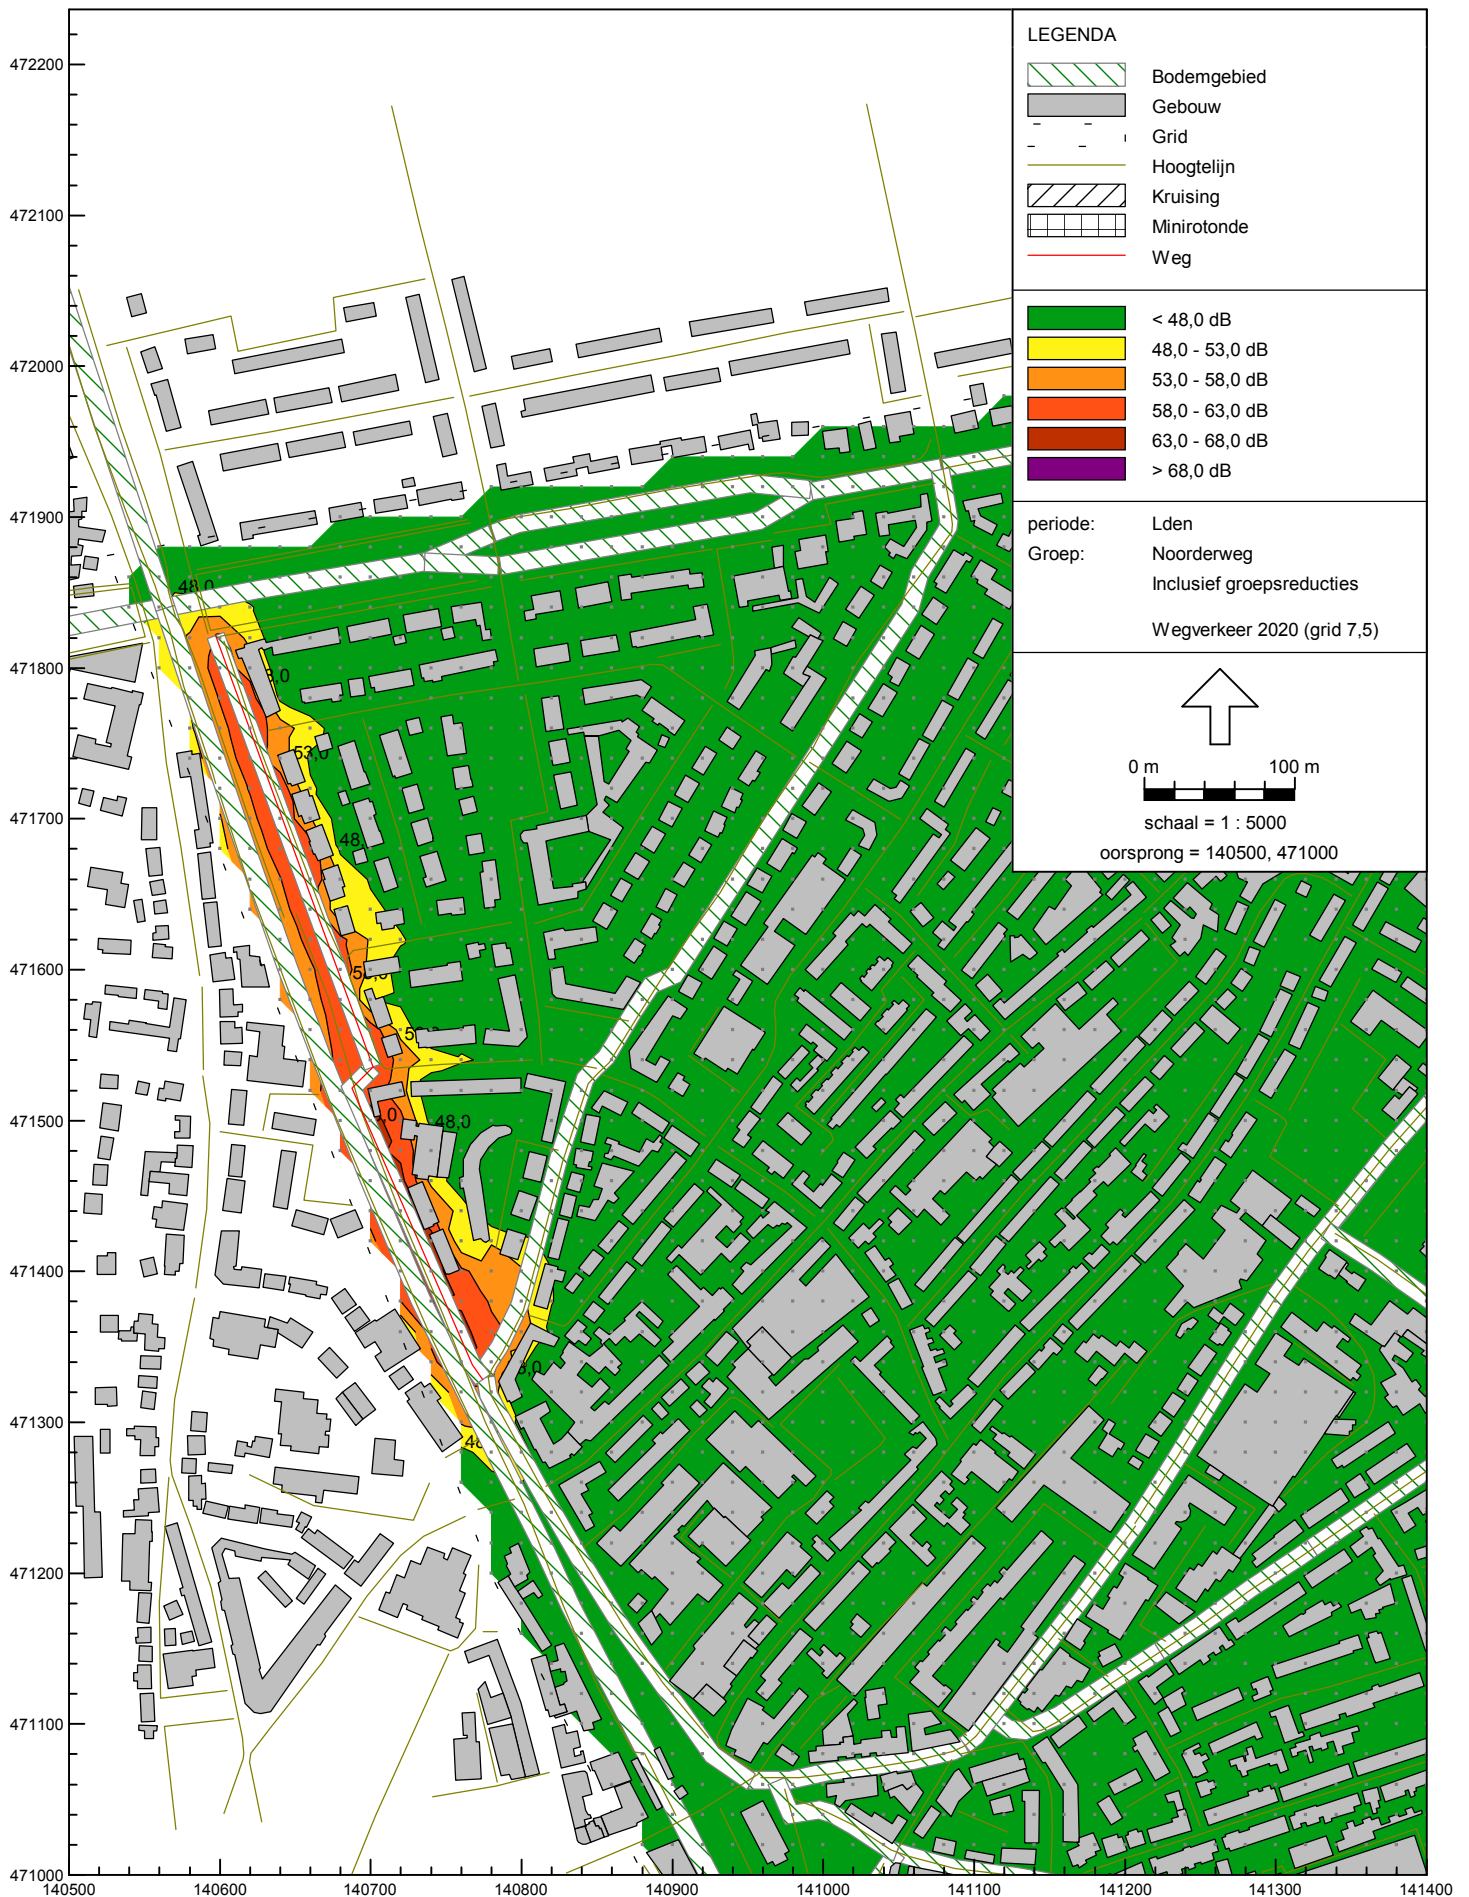 LEGENDA
Bodemgebied
Gebouw
Grid
Hoogtelijn
Kruising
Minirotonde
Weg
< 48,0 dB
48,0 - 53,0 dB
53,0 - 58,0 dB
58,0 - 63,0 dB
63,0 - 68,0 dB
> 68,0 dB
periode: Lden
Groep: Noorderweg
Inclusief groepsreducties
Wegverkeer 2020 (grid 7,5)
0 m 100 m
schaal = 1 : 5000
oorsprong = 140500, 471000
472200
472100
472000
471900
471800
471700
471600
471500
471400
471300
471200
471100
471000
48,0
53,0
48,0
140500 140600 140700 140800 140900 141000 141100 141200 141300 141400